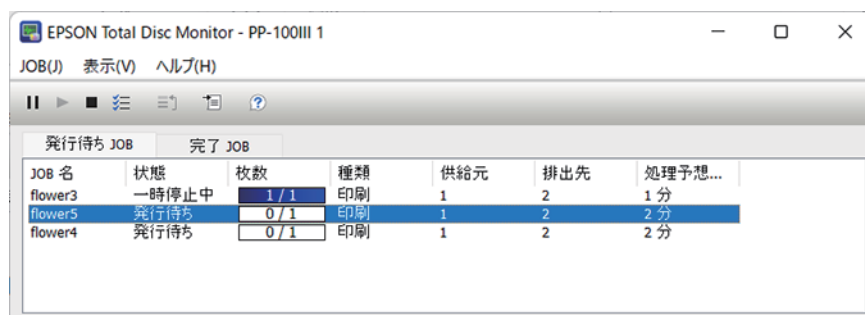 EPSON Total Disc Monitor - PP-100III 1
JOB(J) 表示(V) ヘルプ(H)
発行待ち JOB 完了 JOB
JOB 名 状態 枚数 種類 供給元 排出先 処理予想...
flower3 一時停止中 1 / 1 印刷 1 2 1 分
flower5 発行待ち 0 / 1 印刷 1 2 2 分
flower4 発行待ち 0 / 1 印刷 1 2 2 分